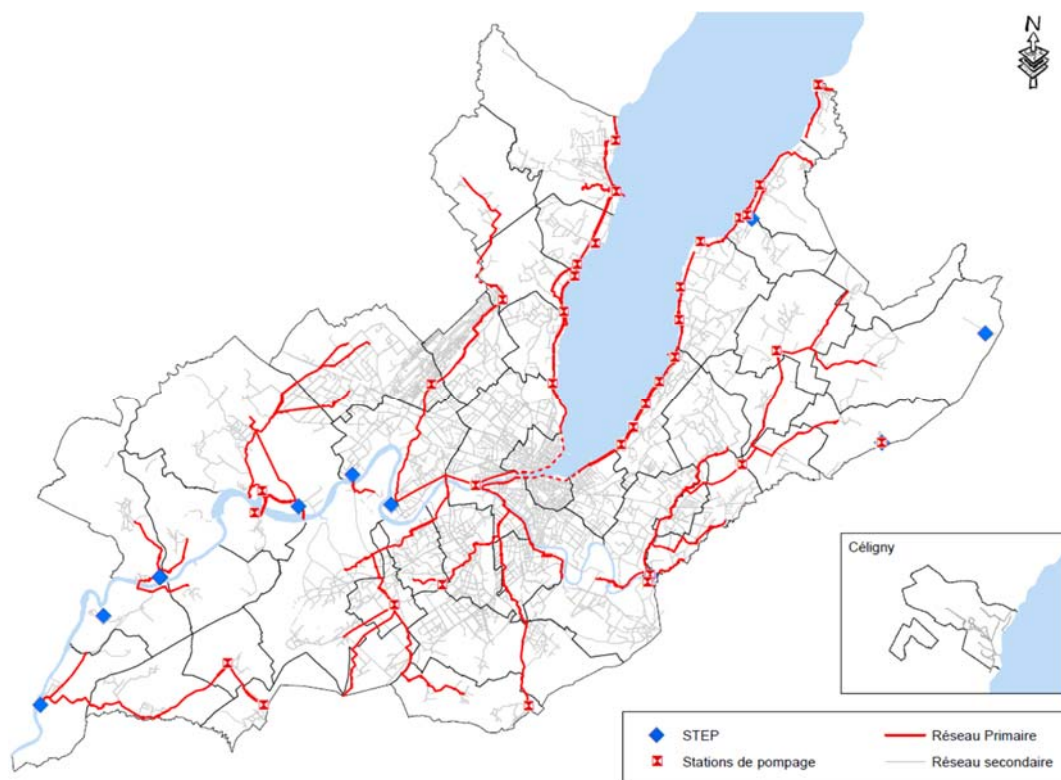 N
Céligny
STEP
Stations de pompage
Réseau Primaire
Réseau secondaire